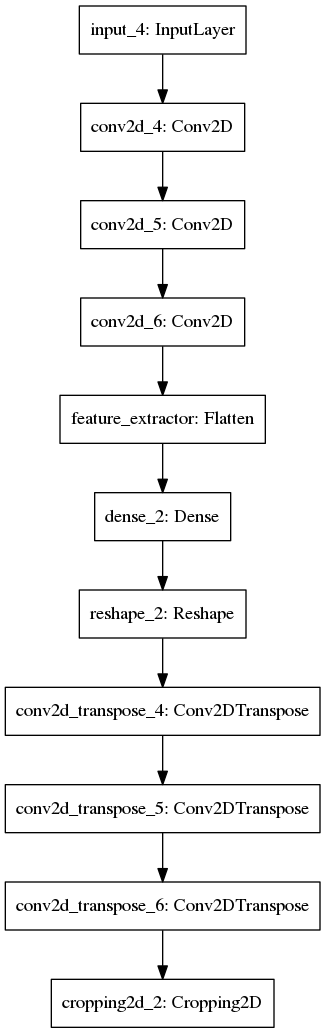 input_4: InputLayer
conv2d_4: Conv2D
conv2d_5: Conv2D
conv2d_6: Conv2D
feature_extractor: Flatten
dense_2: Dense
reshape_2: Reshape
conv2d_transpose_4: Conv2DTranspose
conv2d_transpose_5: Conv2DTranspose
conv2d_transpose_6: Conv2DTranspose
cropping2d_2: Cropping2D